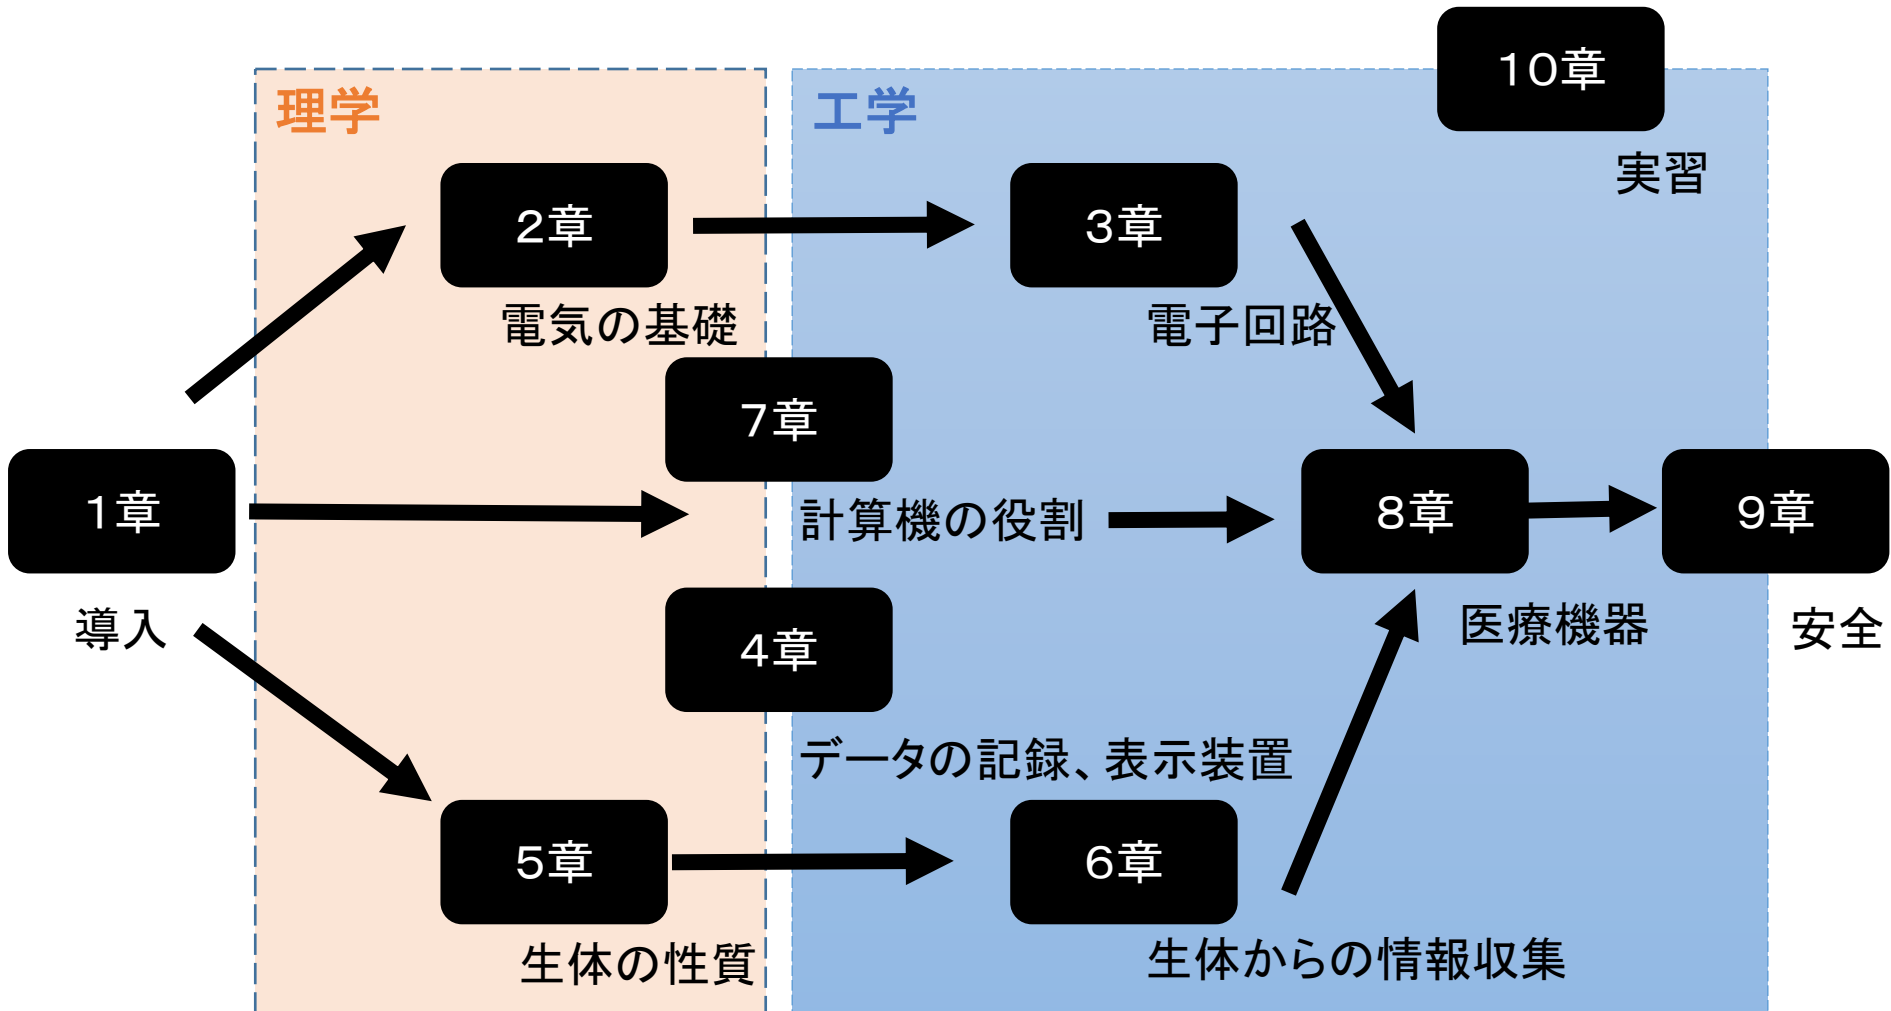 10章
理学
工学
実習
2章
3章
電気の基礎
電子回路
7章
1章
計算機の役割
8章
9章
導入
4章
医療機器
安全
データの記録、表示装置
5章
6章
生体の性質
生体からの情報収集